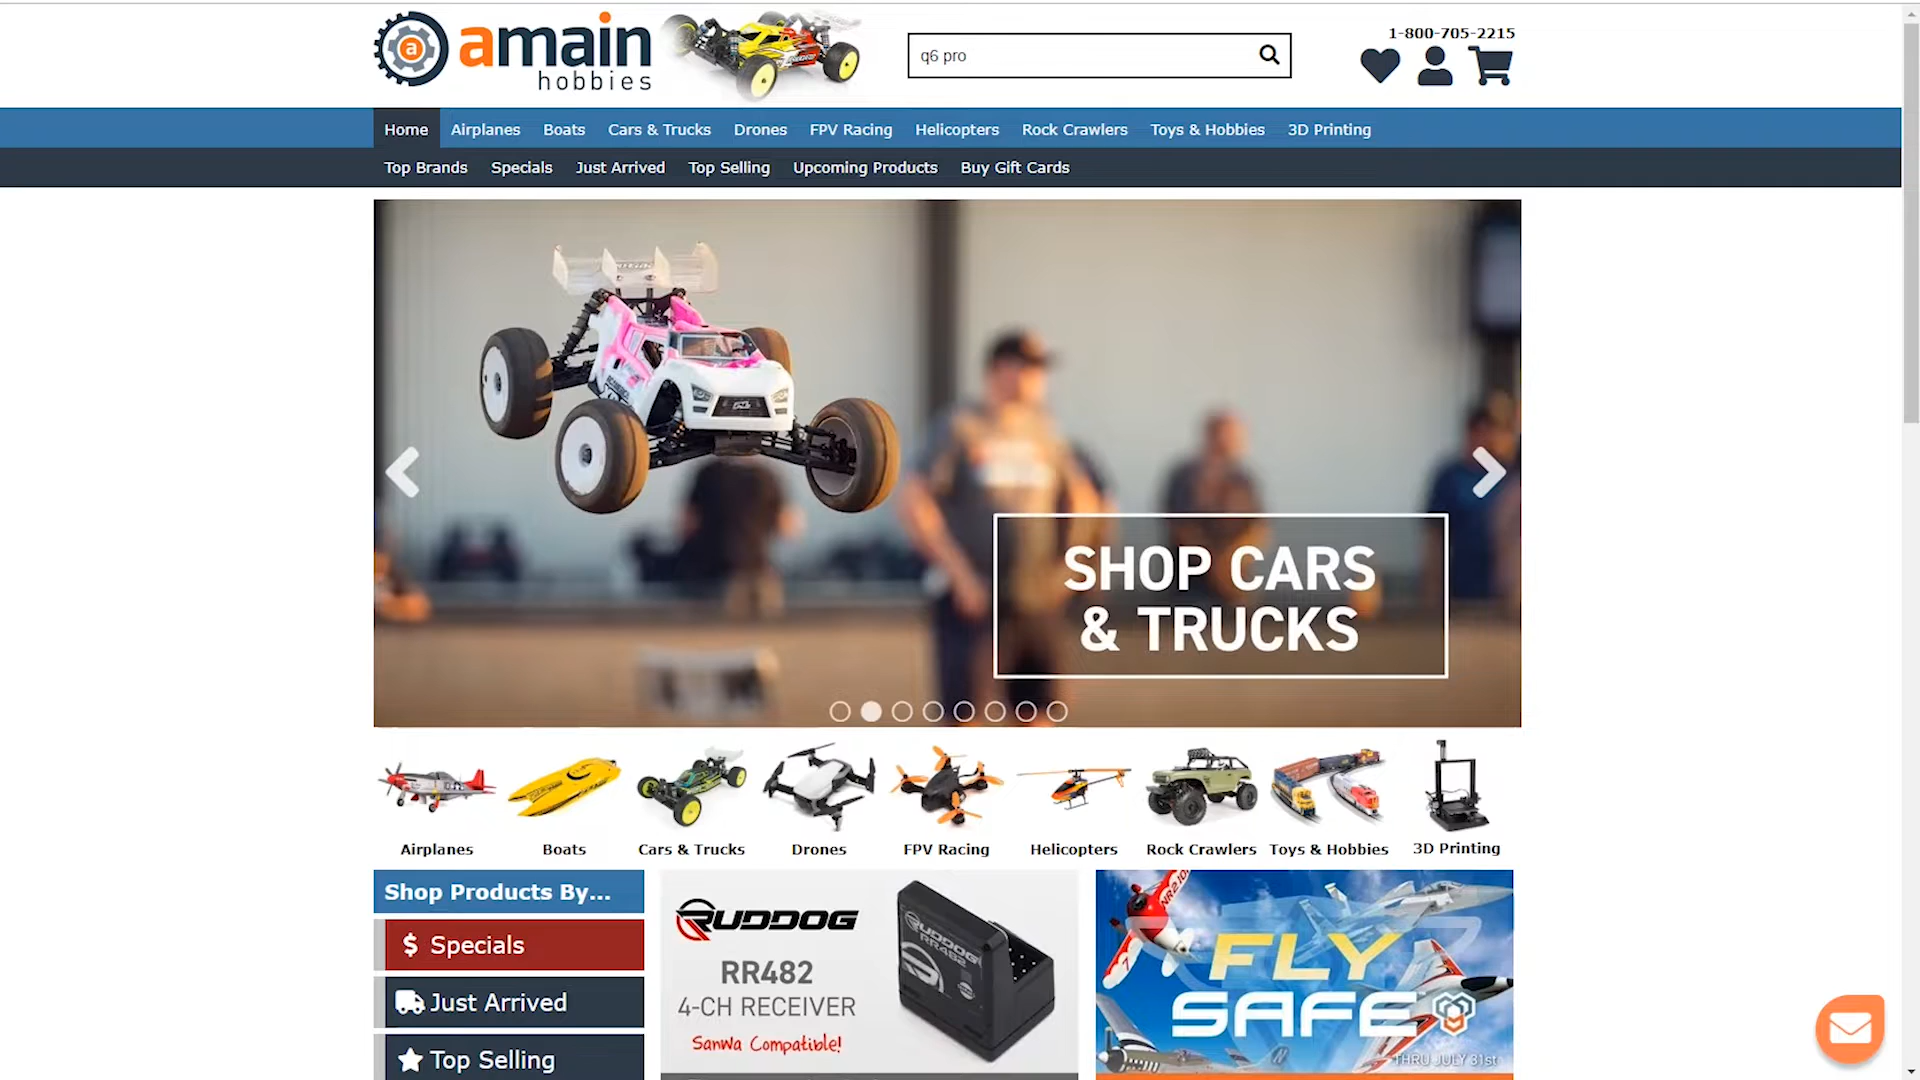 amain
hobbies
q6 pro
1-800-705-2215
Home Airplanes Boats Cars & Trucks Drones FPV Racing Helicopters Rock Crawlers Toys & Hobbies 3D Printing
Top Brands Specials Just Arrived Top Selling Upcoming Products Buy Gift Cards
SHOP CARS
& TRUCKS
Airplanes Boats Cars & Trucks Drones FPV Racing Helicopters Rock Crawlers Toys & Hobbies 3D Printing
Shop Products By...
$ Specials
Just Arrived
Top Selling
RUDDOG
RR482
4-CH RECEIVER
Sanwa Compatible!
RUDDOG
RR482
FLY
SAFE
THRU JULY 31st